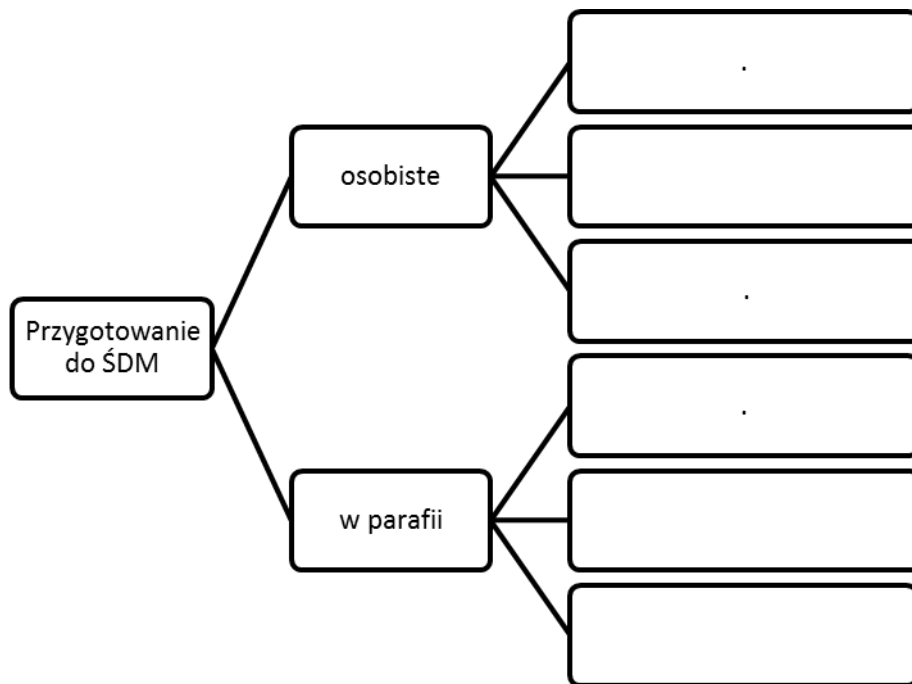 .
osobiste
.
Przygotowanie
do ŚDM
.
w parafii